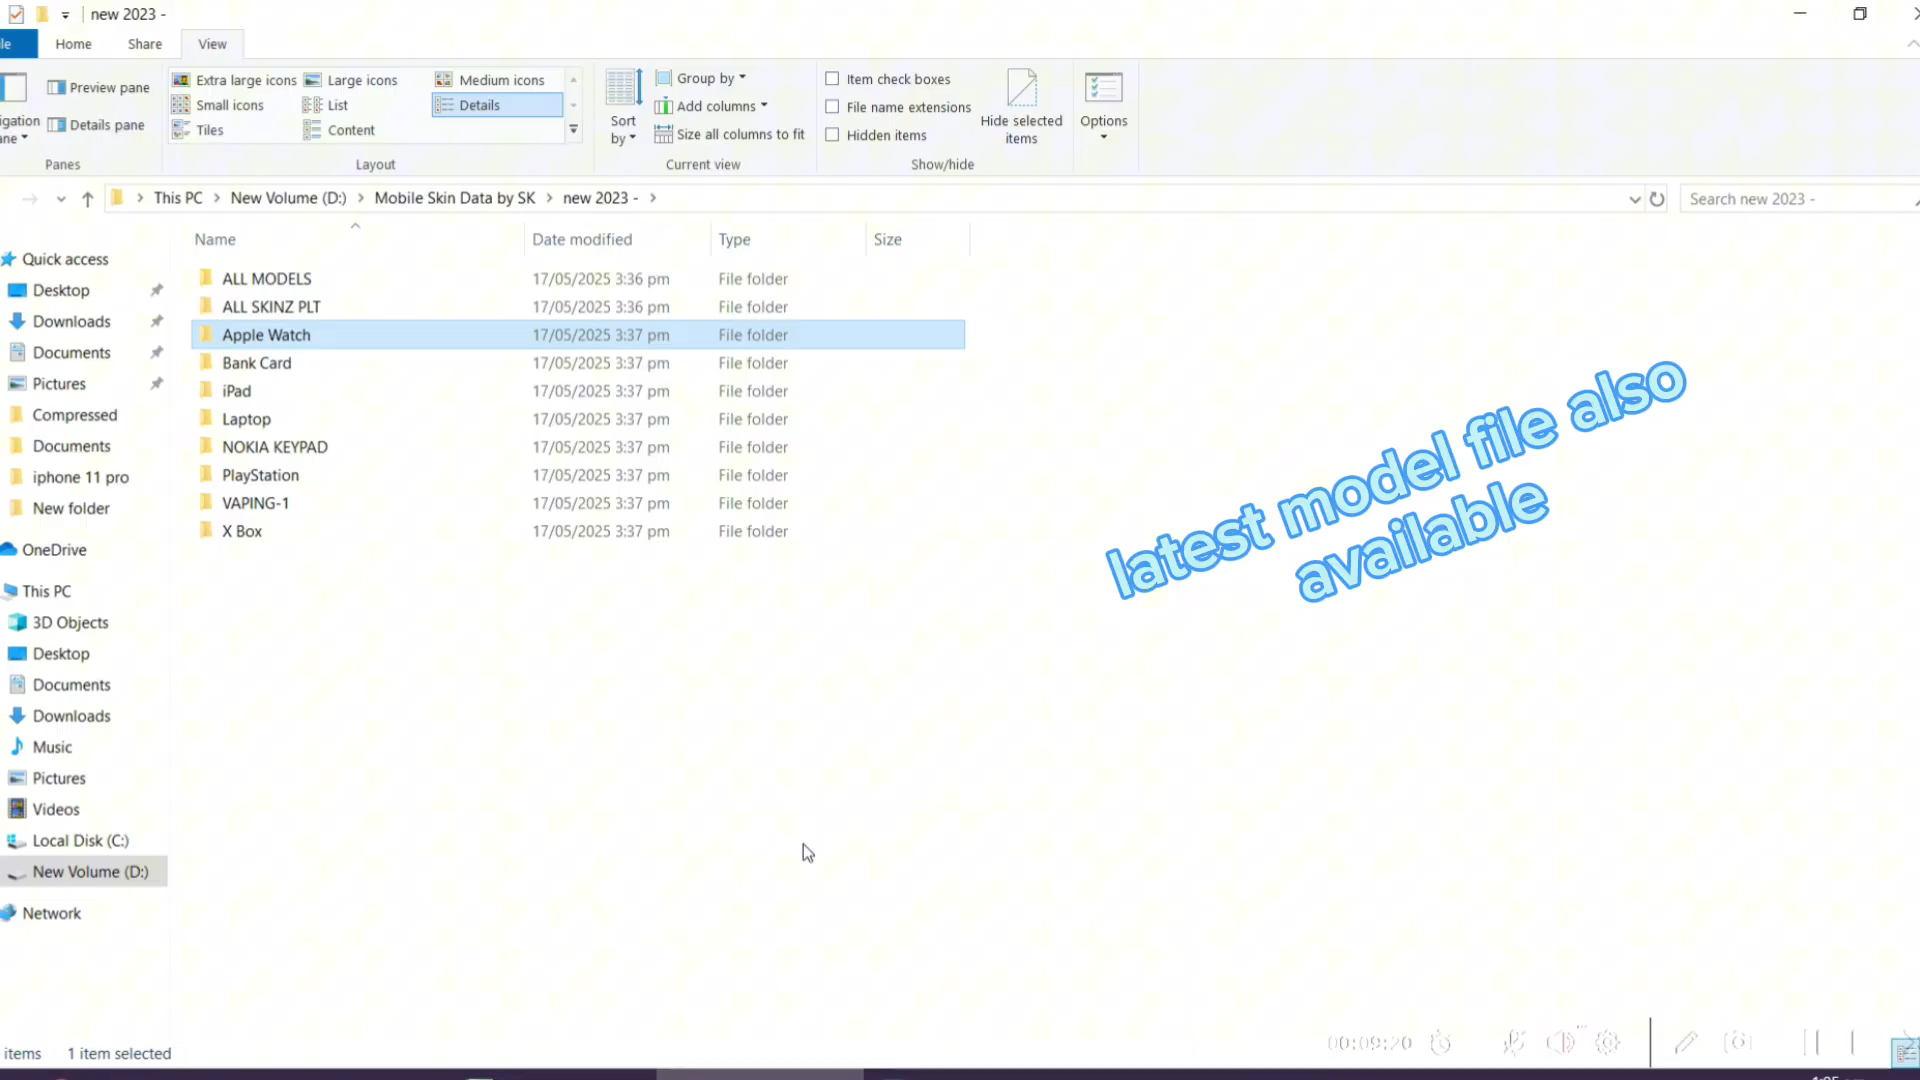 new 2023 -
le
Home
Share
View
Preview pane
Details pane
igation
ane
Panes
Extra large icons
Large icons
Medium icons
Small icons
List
Details
Tiles
Content
Layout
Sort
by
Group by
Add columns
Size all columns to fit
Current view
Item check boxes
File name extensions
Hidden items
Hide selected
items
Show/hide
Options
This PC > New Volume (D:) > Mobile Skin Data by SK > new 2023 - >
Search new 2023 -
Name Date modified Type Size
ALL MODELS 17/05/2025 3:36 pm File folder
ALL SKINZ PLT 17/05/2025 3:36 pm File folder
Apple Watch 17/05/2025 3:37 pm File folder
Bank Card 17/05/2025 3:37 pm File folder
iPad 17/05/2025 3:37 pm File folder
Laptop 17/05/2025 3:37 pm File folder
NOKIA KEYPAD 17/05/2025 3:37 pm File folder
PlayStation 17/05/2025 3:37 pm File folder
VAPING-1 17/05/2025 3:37 pm File folder
X Box 17/05/2025 3:37 pm File folder
Quick access
Desktop
Downloads
Documents
Pictures
Compressed
Documents
iphone 11 pro
New folder
OneDrive
This PC
3D Objects
Desktop
Documents
Downloads
Music
Pictures
Videos
Local Disk (C:)
New Volume (D:)
Network
latest model file also
available
items 1 item selected
00:09:20